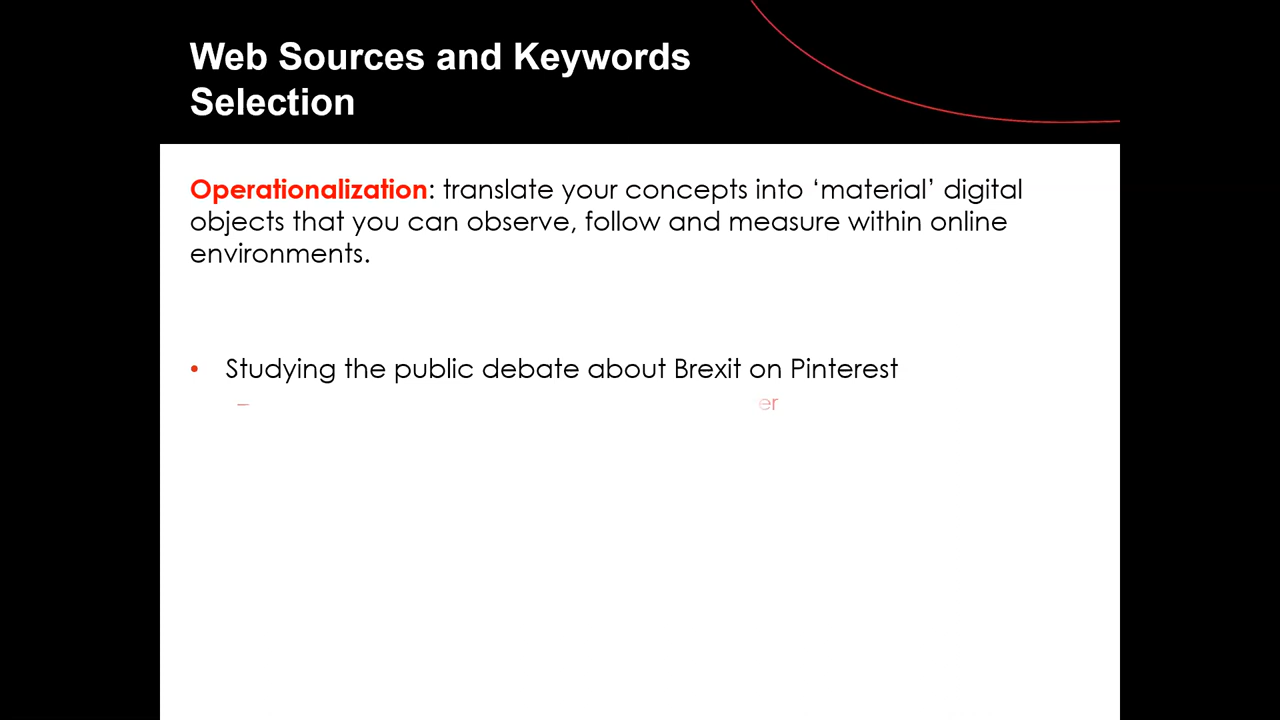 Web Sources and Keywords
Selection
Operationalization: translate your concepts into ‘material’ digital
objects that you can observe, follow and measure within online
environments.
• Studying the public debate about Brexit on Pinterest
– er